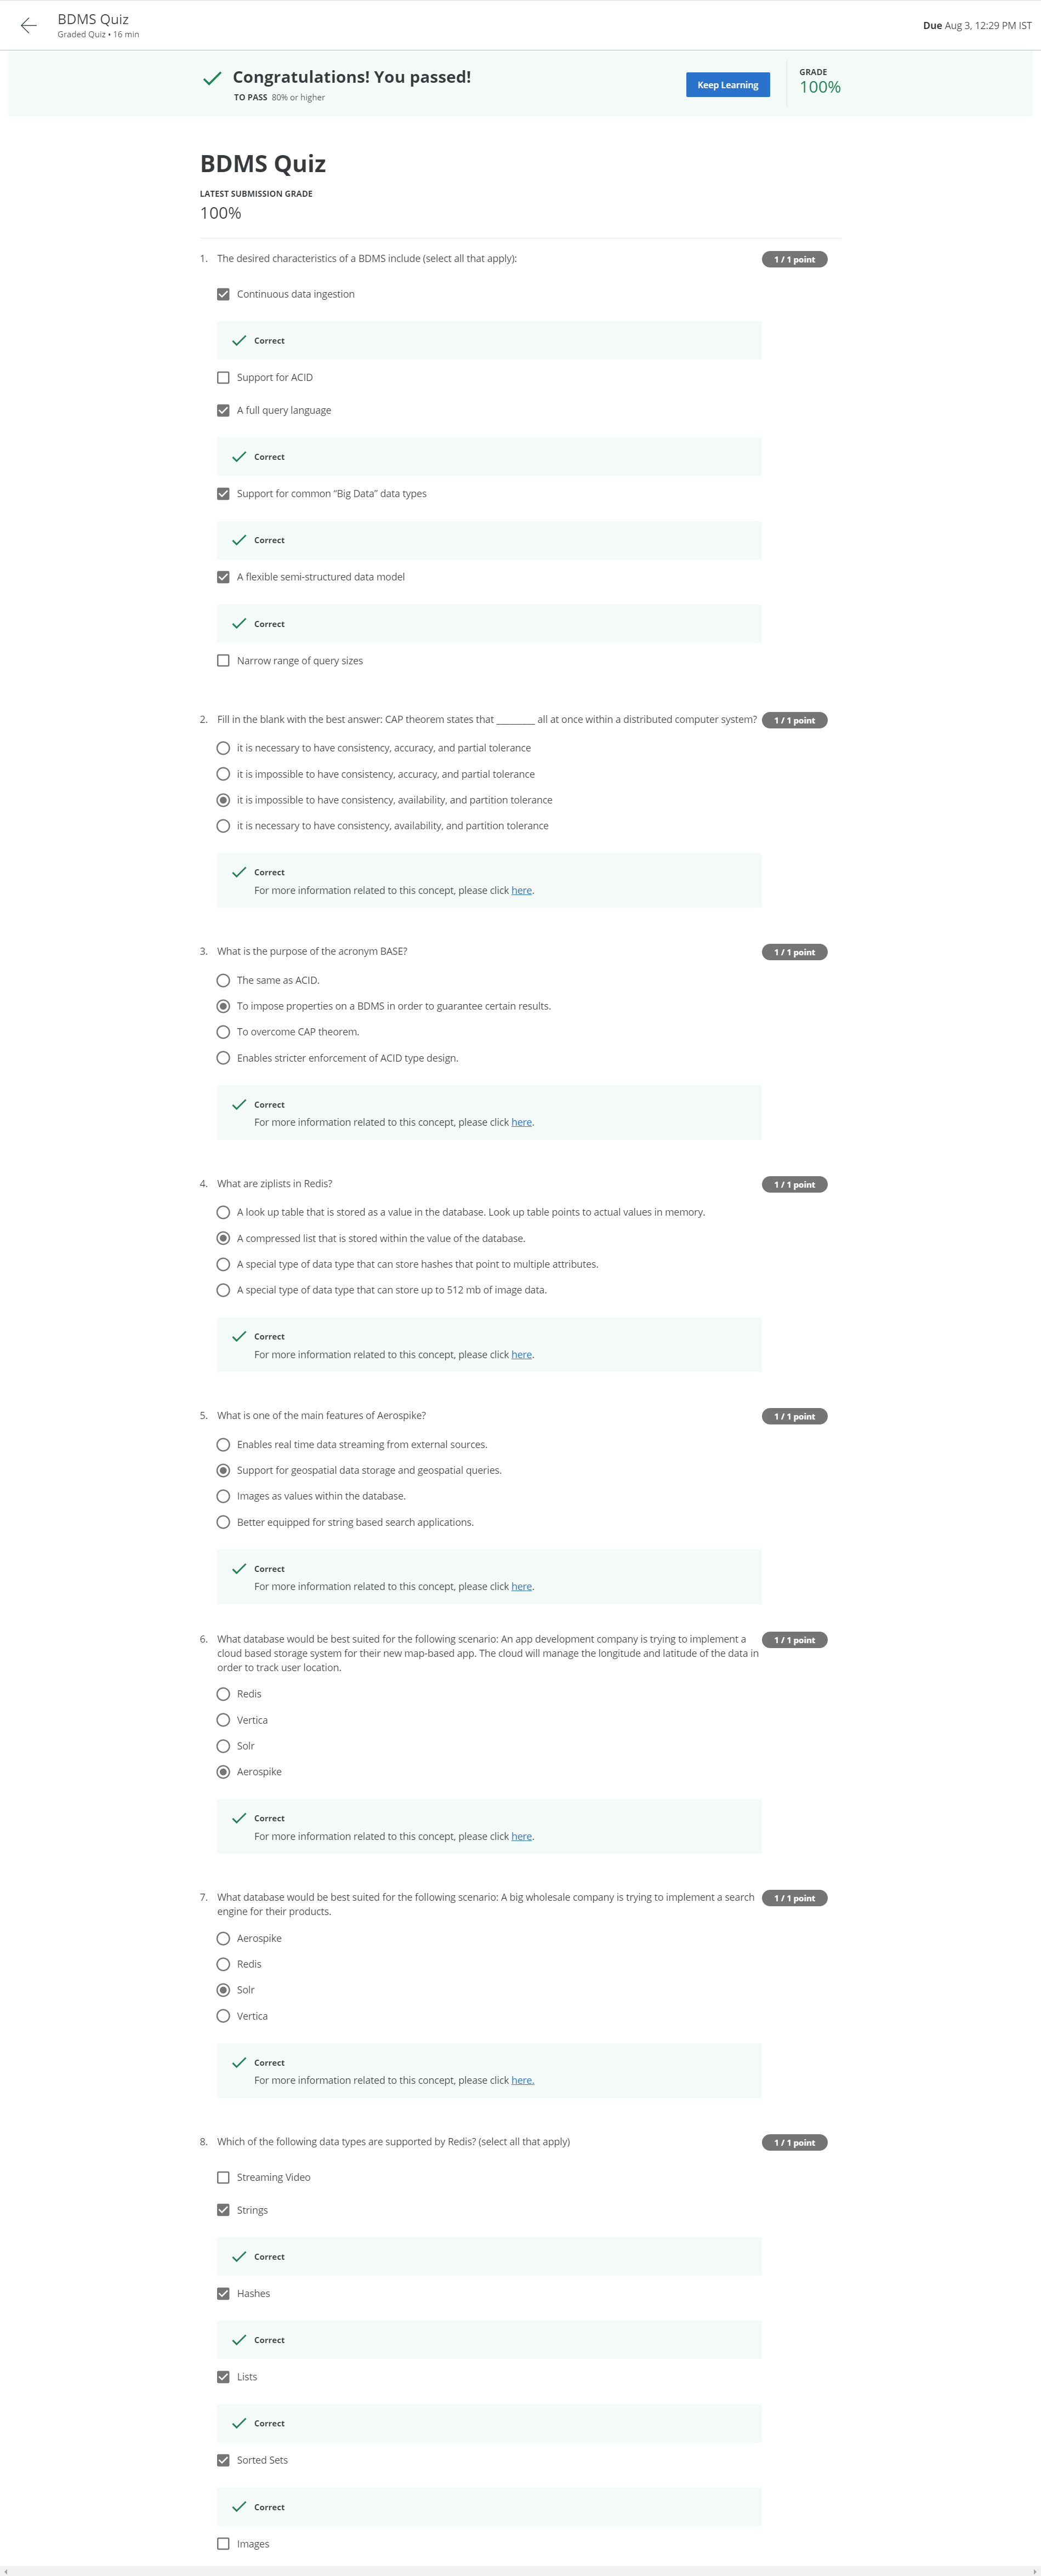 BDMS Quiz
Graded Quiz • 16 min
Due Aug 3, 12:29 PM IST
Congratulations! You passed!
TO PASS 80% or higher
Keep Learning
GRADE
100%
BDMS Quiz
LATEST SUBMISSION GRADE
100%
1. The desired characteristics of a BDMS include (select all that apply):
1 / 1 point
Continuous data ingestion
Correct
Support for ACID
A full query language
Correct
Support for common “Big Data” data types
Correct
A flexible semi-structured data model
Correct
Narrow range of query sizes
2. Fill in the blank with the best answer: CAP theorem states that _________ all at once within a distributed computer system?
1 / 1 point
it is necessary to have consistency, accuracy, and partial tolerance
it is impossible to have consistency, accuracy, and partial tolerance
it is impossible to have consistency, availability, and partition tolerance
it is necessary to have consistency, availability, and partition tolerance
Correct
For more information related to this concept, please click here.
3. What is the purpose of the acronym BASE?
1 / 1 point
The same as ACID.
To impose properties on a BDMS in order to guarantee certain results.
To overcome CAP theorem.
Enables stricter enforcement of ACID type design.
Correct
For more information related to this concept, please click here.
4. What are ziplists in Redis?
1 / 1 point
A look up table that is stored as a value in the database. Look up table points to actual values in memory.
A compressed list that is stored within the value of the database.
A special type of data type that can store hashes that point to multiple attributes.
A special type of data type that can store up to 512 mb of image data.
Correct
For more information related to this concept, please click here.
5. What is one of the main features of Aerospike?
1 / 1 point
Enables real time data streaming from external sources.
Support for geospatial data storage and geospatial queries.
Images as values within the database.
Better equipped for string based search applications.
Correct
For more information related to this concept, please click here.
6. What database would be best suited for the following scenario: An app development company is trying to implement a
cloud based storage system for their new map-based app. The cloud will manage the longitude and latitude of the data in
order to track user location.
1 / 1 point
Redis
Vertica
Solr
Aerospike
Correct
For more information related to this concept, please click here.
7. What database would be best suited for the following scenario: A big wholesale company is trying to implement a search
engine for their products.
1 / 1 point
Aerospike
Redis
Solr
Vertica
Correct
For more information related to this concept, please click here.
8. Which of the following data types are supported by Redis? (select all that apply)
1 / 1 point
Streaming Video
Strings
Correct
Hashes
Correct
Lists
Correct
Sorted Sets
Correct
Images